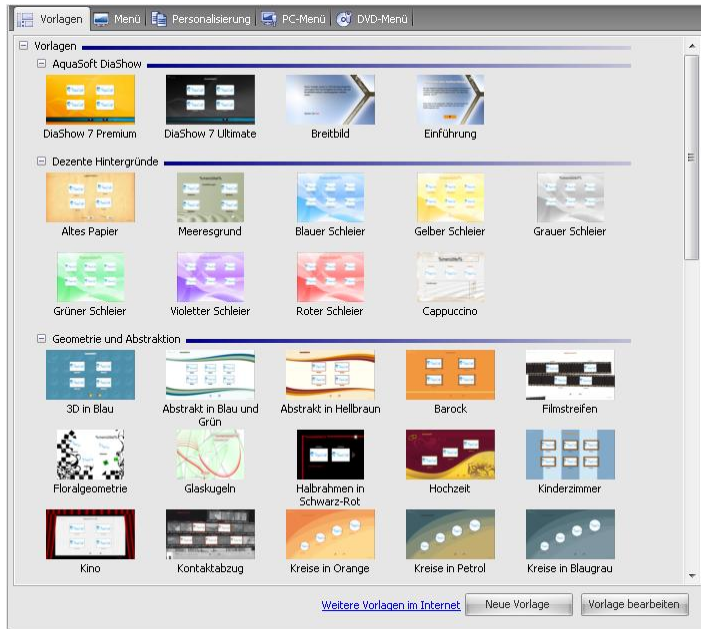 Vorlagen Menü Personalisierung PC-Menü DVD-Menü
Vorlagen
AquaSoft DiaShow
DiaShow 7 Premium DiaShow 7 Ultimate Breitbild Einführung
Dezente Hintergründe
Altes Papier Meeresgrund Blauer Schleier Gelber Schleier Grauer Schleier
Grüner Schleier Violetter Schleier Roter Schleier Cappuccino
Geometrie und Abstraktion
3D in Blau Abstrakt in Blau und Abstrakt in Hellbraun Barock Filmstreifen
Grün
Floralgeometrie Glaskugeln Halbrahmen in Hochzeit Kinderzimmer
Schwarz-Rot
Kino Kontaktabzug Kreise in Orange Kreise in Petrol Kreise in Blaugrau
Weitere Vorlagen im Internet Neue Vorlage Vorlage bearbeiten